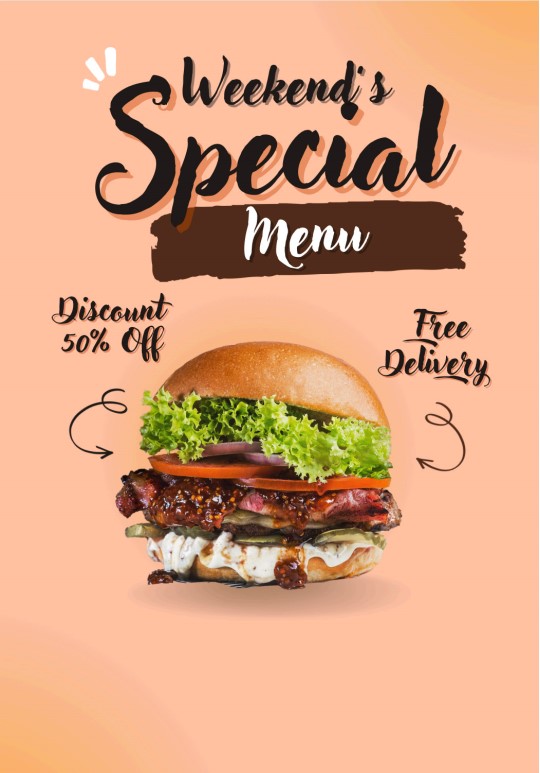 Weekend's
Special
Menu
Discount
50% Off
Free
Delivery